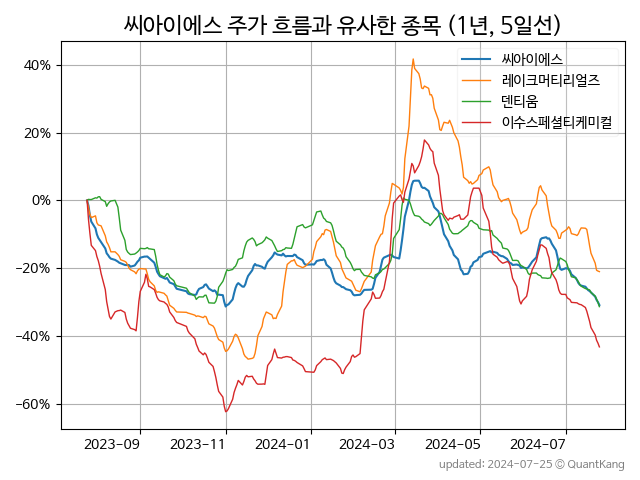 씨아이에스 주가 흐름과 유사한 종목 (1년, 5일선)
씨아이에스
레이크머티리얼즈
덴티움
이수스페셜티케미컬
40%
20%
0%
−20%
−40%
−60%
2023-09
2023-11
2024-01
2024-03
2024-05
2024-07
updated: 2024-07-25 © QuantKang